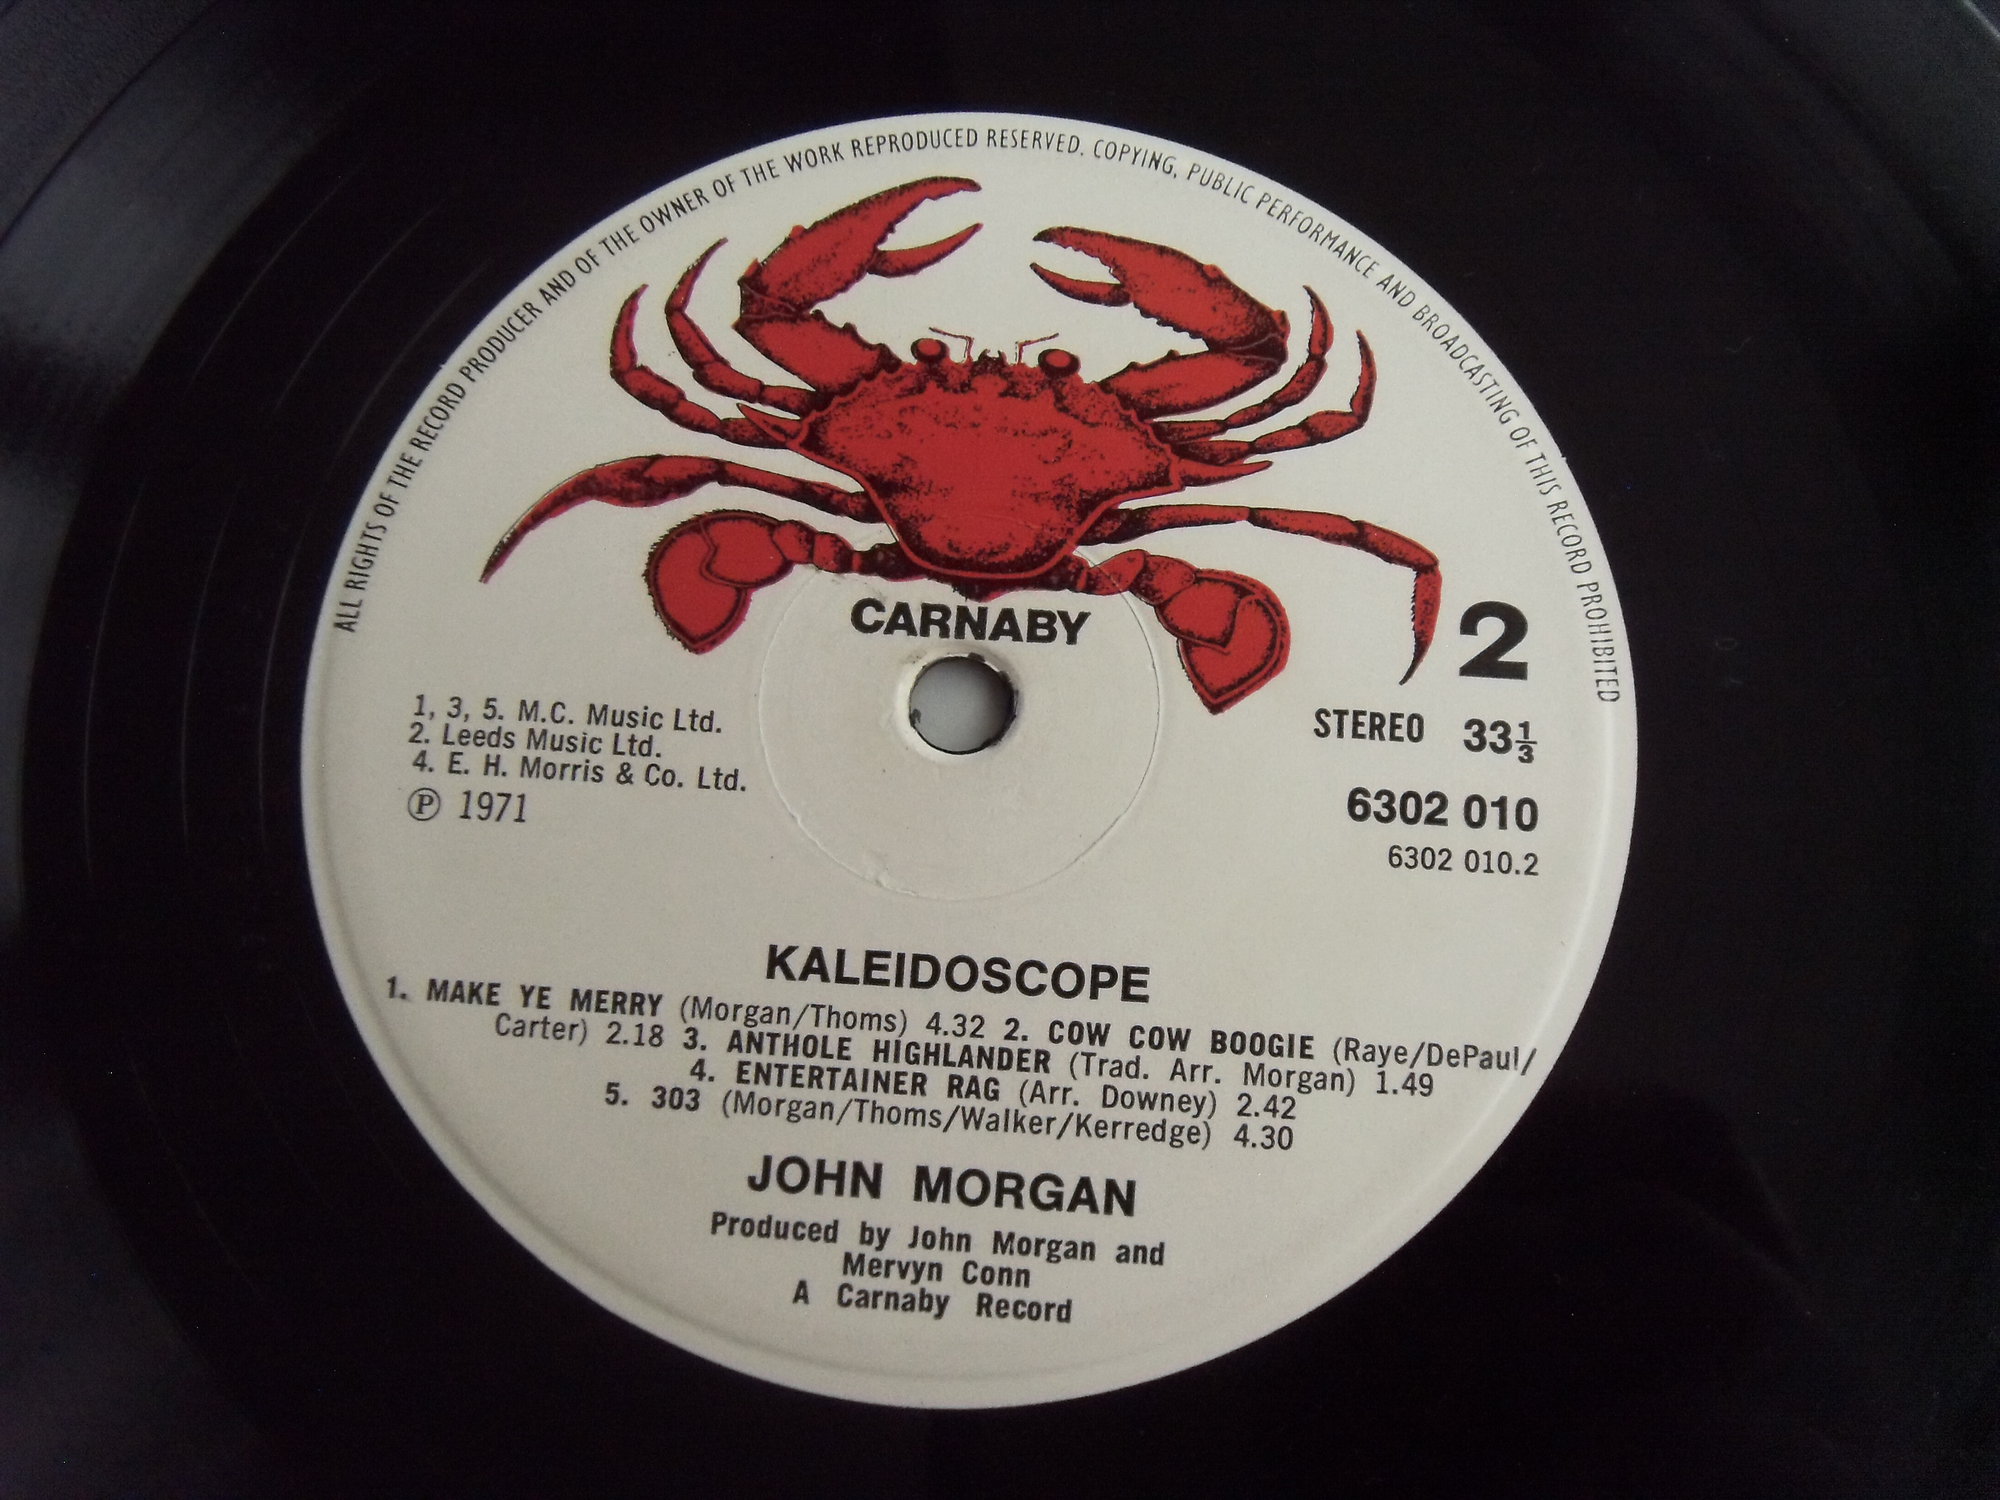 ALL RIGHTS OF THE RECORD PRODUCER AND OF THE OWNER OF THE WORK REPRODUCED RESERVED. COPYING, PUBLIC PERFORMANCE AND BROADCASTING OF THIS RECORD PROHIBITED
CARNABY
2
1, 3, 5. M.C. Music Ltd.
2. Leeds Music Ltd.
4. E. H. Morris & Co. Ltd.
℗ 1971
STEREO 33⅓
6302 010
6302 010.2
KALEIDOSCOPE
1. MAKE YE MERRY (Morgan/Thoms) 4.32 2. COW COW BOOGIE (Raye/DePaul/
Carter) 2.18 3. ANTHOLE HIGHLANDER (Trad. Arr. Morgan) 1.49
4. ENTERTAINER RAG (Arr. Downey) 2.42
5. 303 (Morgan/Thoms/Walker/Kerredge) 4.30
JOHN MORGAN
Produced by John Morgan and
Mervyn Conn
A Carnaby Record